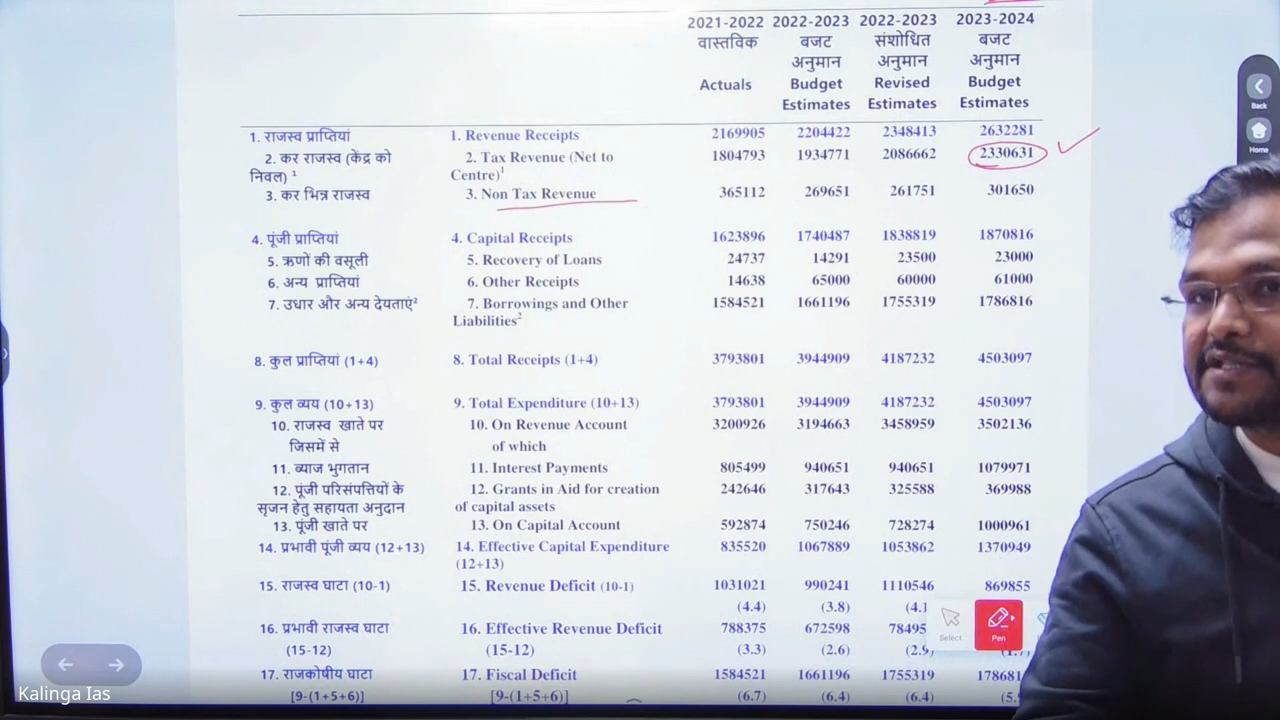 2021-2022 2022-2023 2022-2023 2023-2024
वास्तविक बजट संशोधित बजट
अनुमान अनुमान अनुमान
Actuals Budget Revised Budget
Estimates Estimates Estimates
1. राजस्व प्राप्तियां 1. Revenue Receipts 2169905 2204422 2348413 2632281
2. कर राजस्व (केंद्र को 2. Tax Revenue (Net to 1804793 1934771 2086662 2330631
निवल) ¹ Centre)¹
3. कर भिन्न राजस्व 3. Non Tax Revenue 365112 269651 261751 301650
4. पूंजी प्राप्तियां 4. Capital Receipts 1623896 1740487 1838819 1870816
5. ऋणों की वसूली 5. Recovery of Loans 24737 14291 23500 23000
6. अन्य प्राप्तियां 6. Other Receipts 14638 65000 60000 61000
7. उधार और अन्य देयताएं² 7. Borrowings and Other 1584521 1661196 1755319 1786816
Liabilities²
8. कुल प्राप्तियां (1+4) 8. Total Receipts (1+4) 3793801 3944909 4187232 4503097
9. कुल व्यय (10+13) 9. Total Expenditure (10+13) 3793801 3944909 4187232 4503097
10. राजस्व खाते पर 10. On Revenue Account 3200926 3194663 3458959 3502136
जिसमें से of which
11. ब्याज भुगतान 11. Interest Payments 805499 940651 940651 1079971
12. पूंजी परिसंपत्तियों के 12. Grants in Aid for creation 242646 317643 325588 369988
सृजन हेतु सहायता अनुदान of capital assets
13. पूंजी खाते पर 13. On Capital Account 592874 750246 728274 1000961
14. प्रभावी पूंजी व्यय (12+13) 14. Effective Capital Expenditure 835520 1067889 1053862 1370949
(12+13)
15. राजस्व घाटा (10-1) 15. Revenue Deficit (10-1) 1031021 990241 1110546 869855
(4.4) (3.8) (4.1
16. प्रभावी राजस्व घाटा 16. Effective Revenue Deficit 788375 672598 78495
(15-12) (15-12) (3.3) (2.6) (2.9)
17. राजकोषीय घाटा 17. Fiscal Deficit 1584521 1661196 1755319 178681
[9-(1+5+6)] [9-(1+5+6)] (6.7) (6.4) (6.4) (5.
Back
Home
Select
Pen
Kalinga Ias